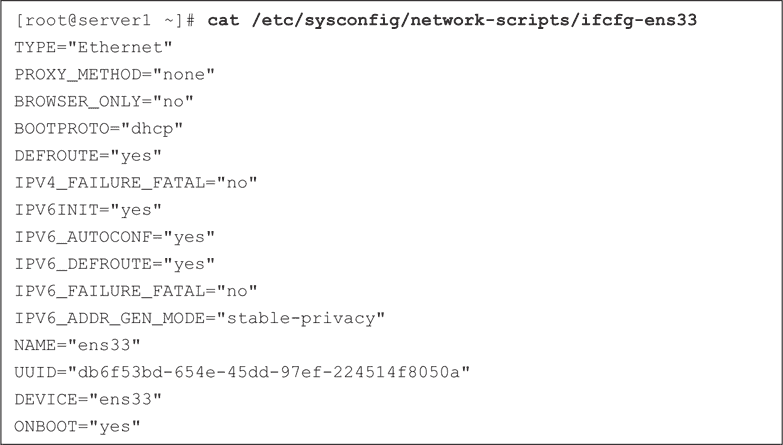 [root@server1 ~]# cat /etc/sysconfig/network-scripts/ifcfg-ens33
TYPE="Ethernet"
PROXY_METHOD="none"
BROWSER_ONLY="no"
BOOTPROTO="dhcp"
DEFROUTE="yes"
IPV4_FAILURE_FATAL="no"
IPV6INIT="yes"
IPV6_AUTOCONF="yes"
IPV6_DEFROUTE="yes"
IPV6_FAILURE_FATAL="no"
IPV6_ADDR_GEN_MODE="stable-privacy"
NAME="ens33"
UUID="db6f53bd-654e-45dd-97ef-224514f8050a"
DEVICE="ens33"
ONBOOT="yes"